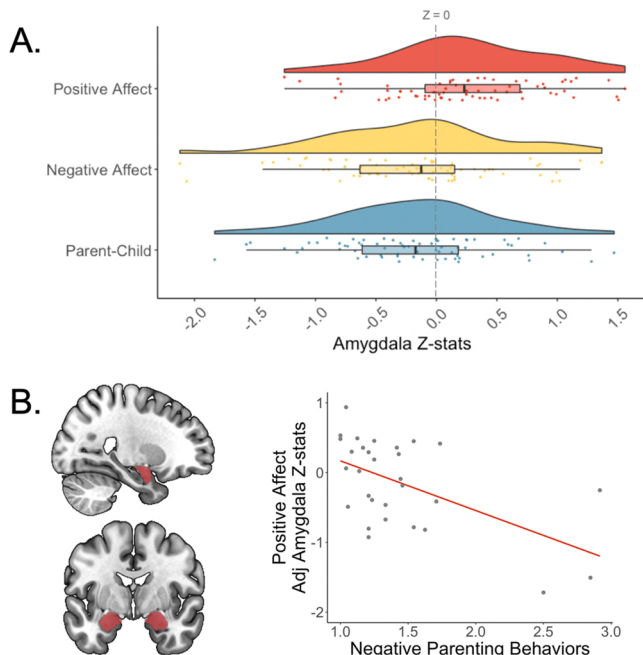 A.
Z = 0
Positive Affect
Negative Affect
Parent-Child
-2.0 -1.5 -1.0 -0.5 0.0 0.5 1.0 1.5
Amygdala Z-stats
B.
Positive Affect
Adj Amygdala Z-stats
1
0
-1
-2
1.0 1.5 2.0 2.5 3.0
Negative Parenting Behaviors